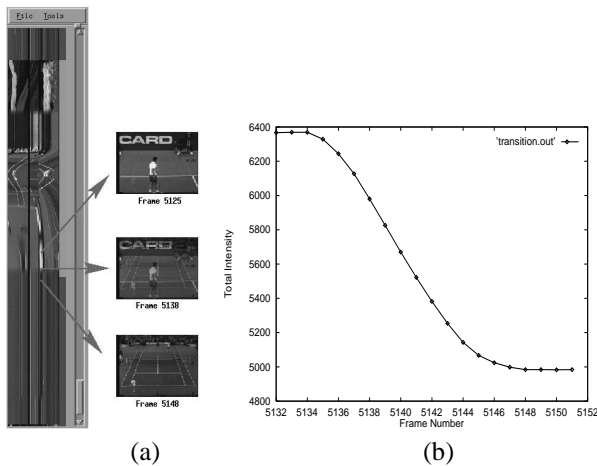 File Tools
CARD
Frame 5125
CARD
Frame 5138
Frame 5148
(a)
'transition.out'
Total Intensity
6400
6200
6000
5800
5600
5400
5200
5000
4800
5132 5134 5136 5138 5140 5142 5144 5146 5148 5150 5152
Frame Number
(b)